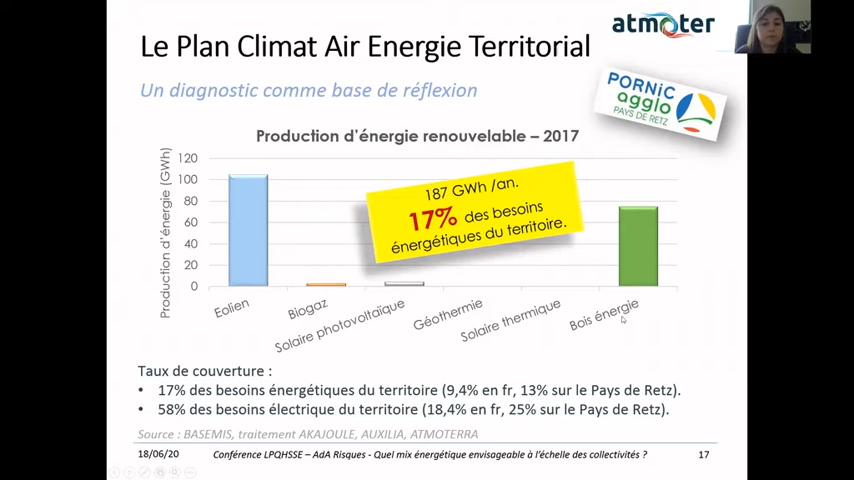 atmoter
Le Plan Climat Air Energie Territorial
Un diagnostic comme base de réflexion
PORNIC
agglo
PAYS DE RETZ
Production d'énergie renouvelable – 2017
Production d'énergie (GWh)
120
100
80
60
40
20
0
187 GWh /an.
17% des besoins
énergétiques du territoire.
Eolien
Biogaz
Solaire photovoltaïque
Géothermie
Solaire thermique
Bois énergie
Taux de couverture :
• 17% des besoins énergétiques du territoire (9,4% en fr, 13% sur le Pays de Retz).
• 58% des besoins électrique du territoire (18,4% en fr, 25% sur le Pays de Retz).
Source : BASEMIS, traitement AKAJOULE, AUXILIA, ATMOTERRA
18/06/20
Conférence LPQHSSE – AdA Risques - Quel mix énergétique envisageable à l'échelle des collectivités ?
17